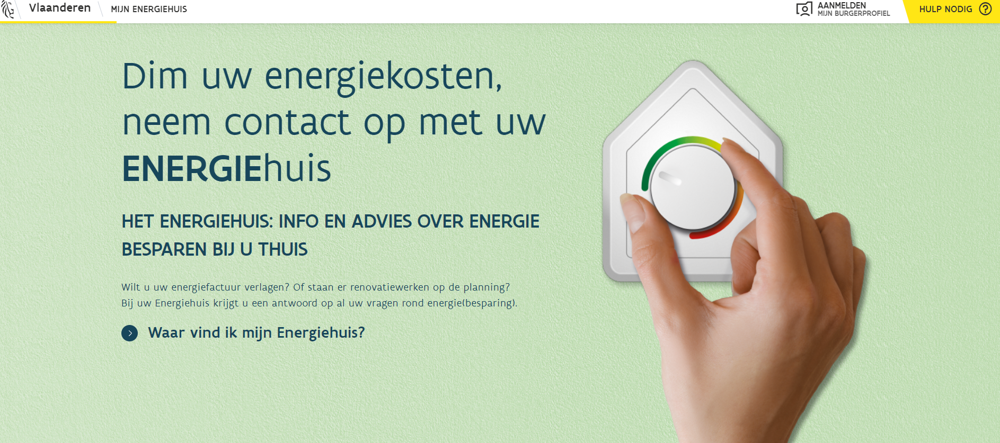 Vlaanderen
MIJN ENERGIEHUIS
AANMELDEN
MIJN BURGERPROFIEL
HULP NODIG
Dim uw energiekosten,
neem contact op met uw
ENERGIEhuis
HET ENERGIEHUIS: INFO EN ADVIES OVER ENERGIE
BESPAREN BIJ U THUIS
Wilt u uw energiefactuur verlagen? Of staan er renovatiewerken op de planning?
Bij uw Energiehuis krijgt u een antwoord op al uw vragen rond energie(besparing).
Waar vind ik mijn Energiehuis?